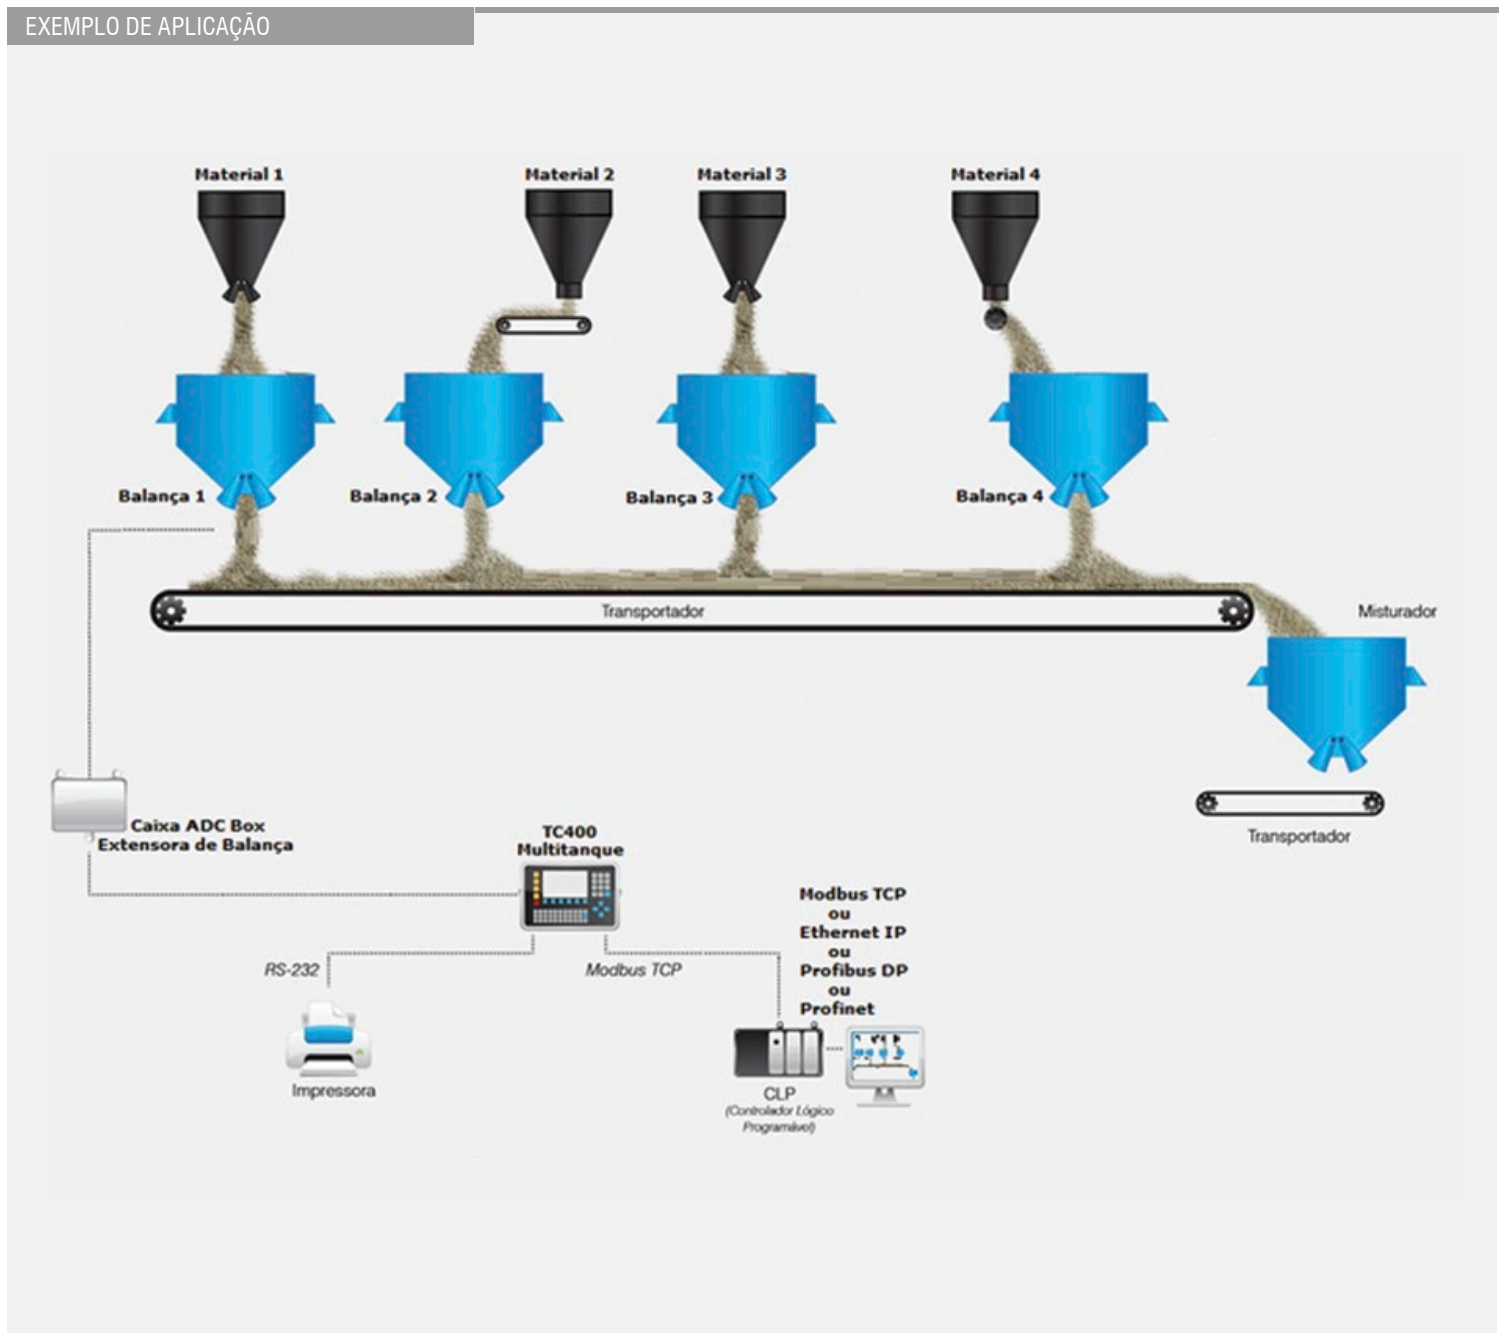 EXEMPLO DE APLICAÇÃO
Material 1
Material 2
Material 3
Material 4
Balança 1
Balança 2
Balança 3
Balança 4
Transportador
Misturador
Transportador
Caixa ADC Box
Extensora de Balança
TC400
Multitanque
Modbus TCP
ou
Ethernet IP
ou
Profibus DP
ou
Profinet
RS-232
Modbus TCP
Impressora
CLP
(Controlador Lógico
Programável)